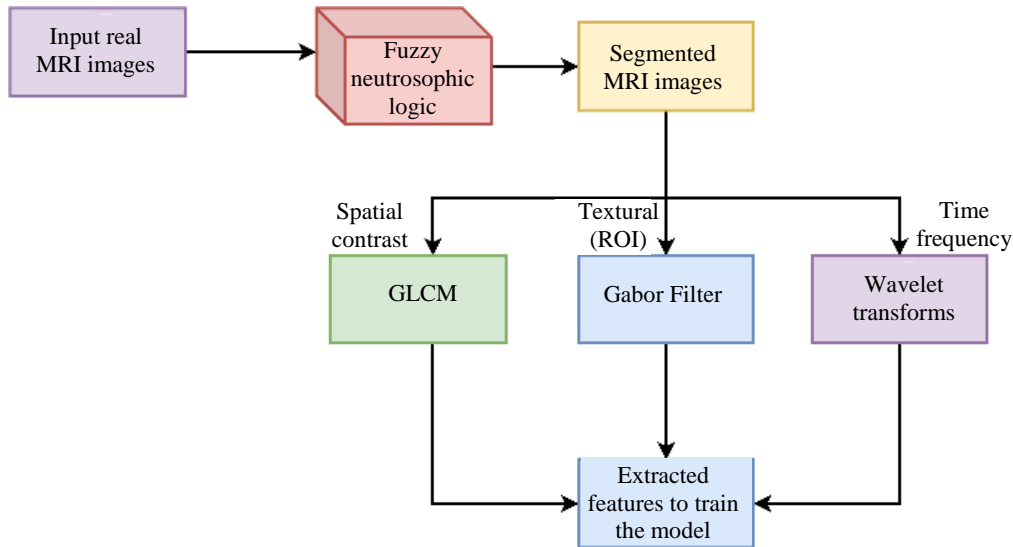 Input real
MRI images
Fuzzy
neutrosophic
logic
Segmented
MRI images
Spatial
contrast
Textural
(ROI)
Time
frequency
GLCM
Gabor Filter
Wavelet
transforms
Extracted
features to train
the model